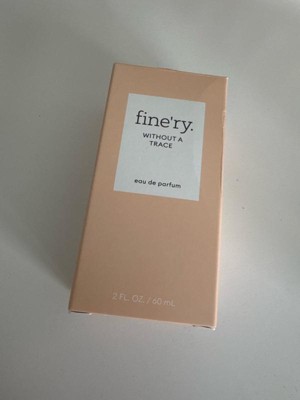 fine'ry.
WITHOUT A
TRACE
eau de parfum
2 FL. OZ. / 60 mL